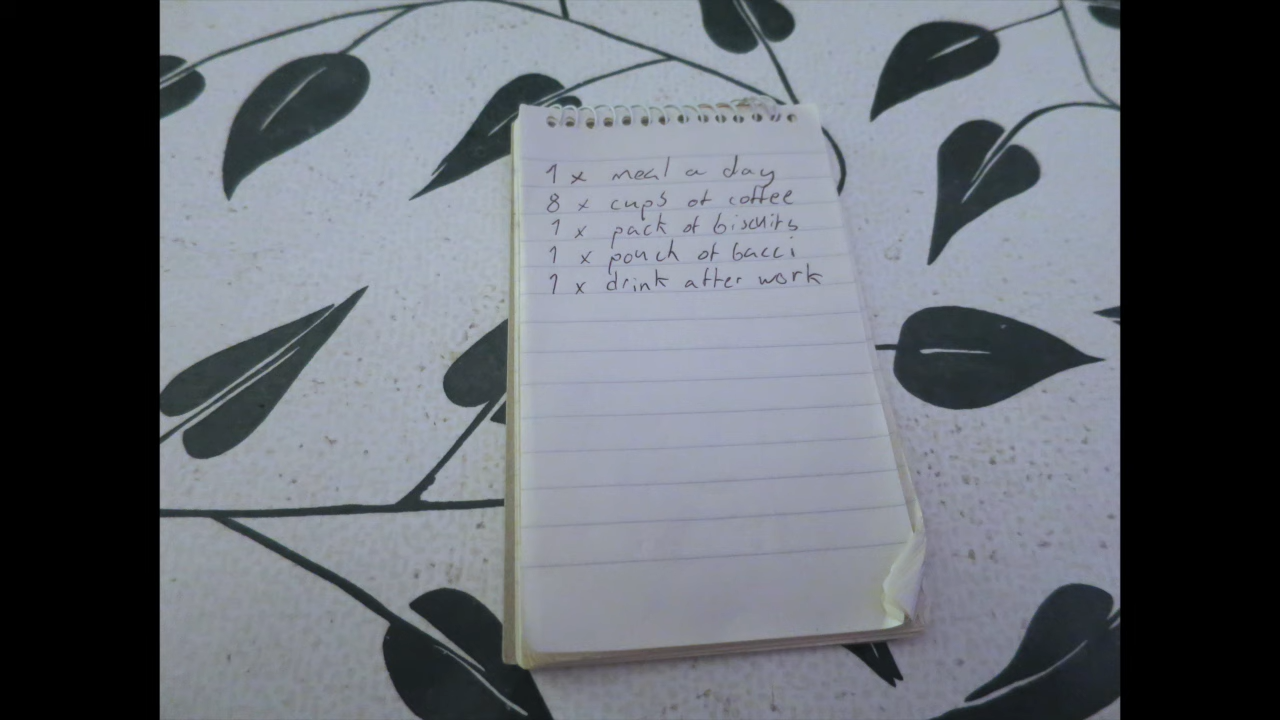 1 x meal a day
8 x cups of coffee
1 x pack of biscuits
1 x pouch of bacci
1 x drink after work